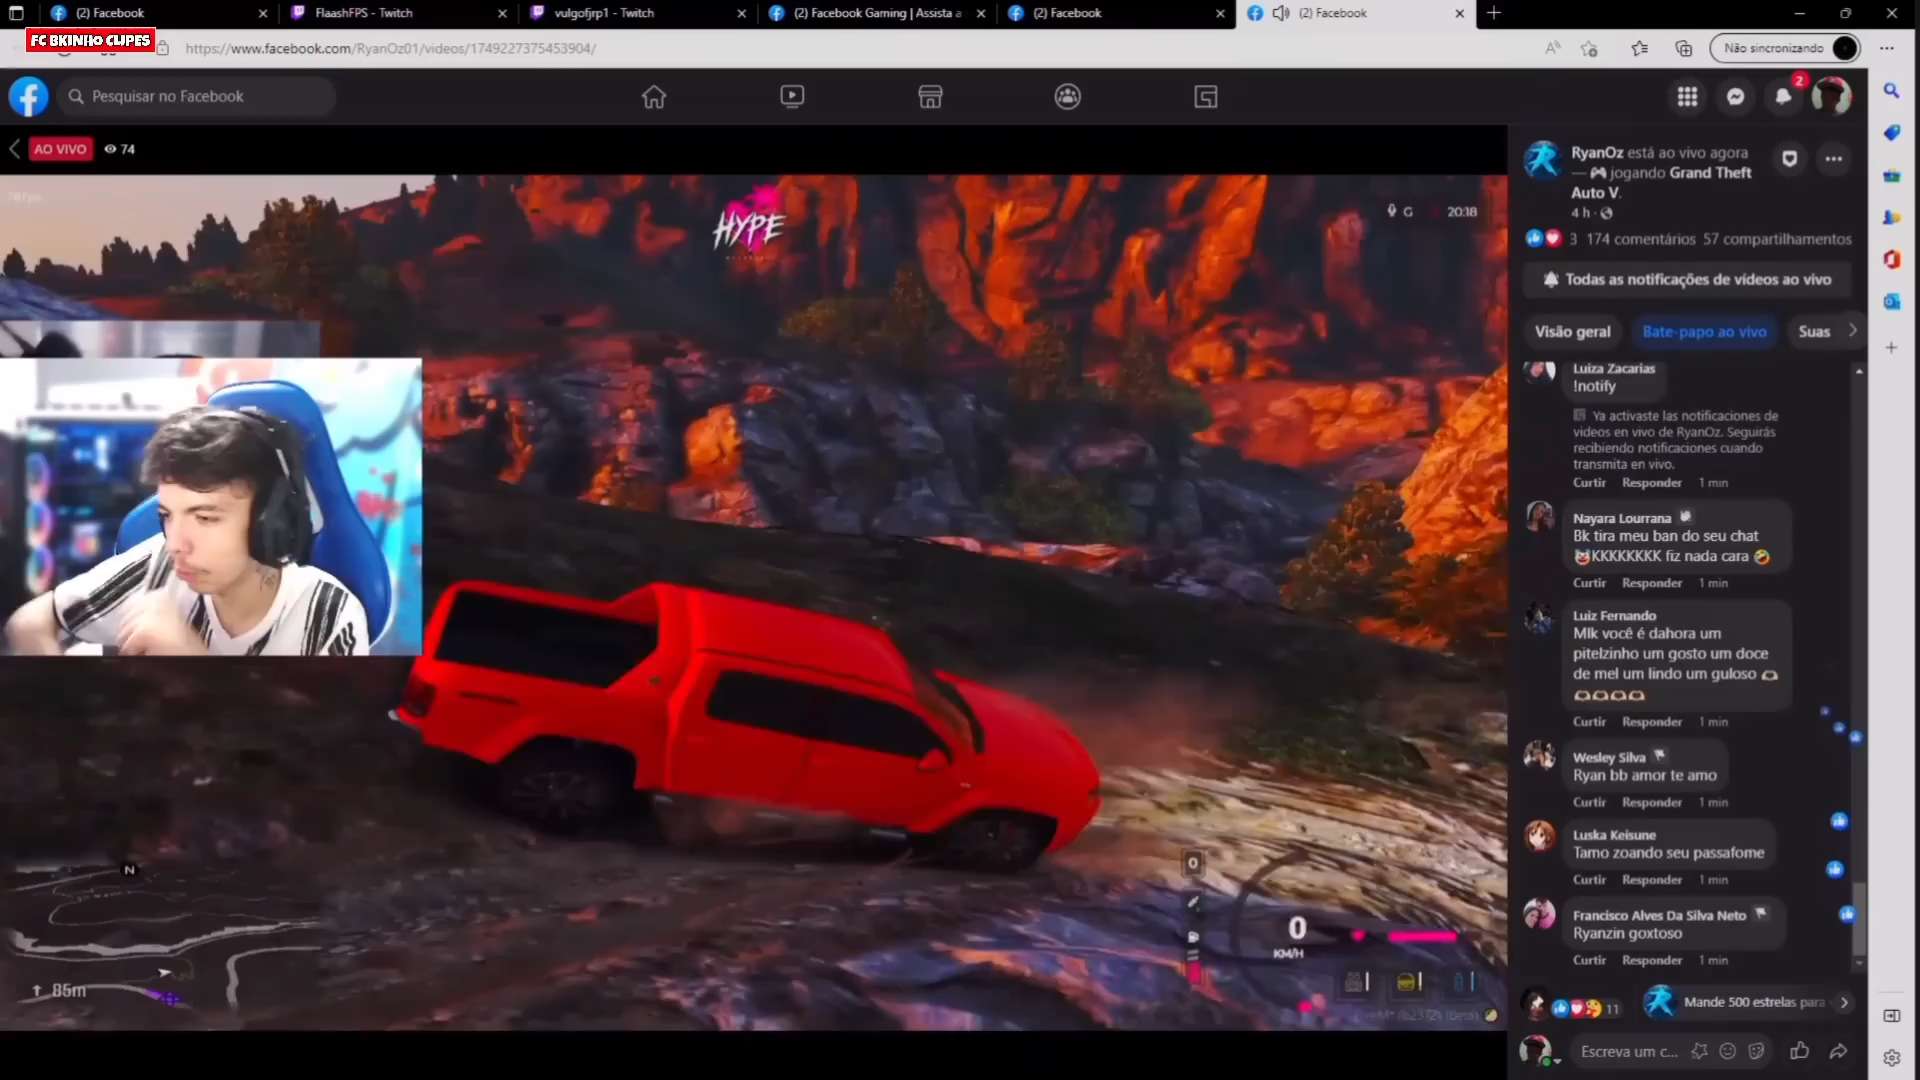 (2) Facebook
FlaashFPS - Twitch
vulgofjrp1 - Twitch
(2) Facebook Gaming | Assista a
(2) Facebook
(2) Facebook
FC BKINHO CLIPES
https://www.facebook.com/RyanOz01/videos/1749227375453904/
Não sincronizando
Pesquisar no Facebook
2
AO VIVO
74
HYPE
G
20:18
N
85m
0
0
KM/H
RyanOz está ao vivo agora
— jogando Grand Theft
Auto V.
4 h ·
3 174 comentários 57 compartilhamentos
Todas as notificações de vídeos ao vivo
Visão geral
Bate-papo ao vivo
Suas
Luiza Zacarias
!notify
Ya activaste las notificaciones de
videos en vivo de RyanOz. Seguirás
recibiendo notificaciones cuando
transmita en vivo.
Curtir Responder 1 min
Nayara Lourrana
Bk tira meu ban do seu chat
KKKKKKKK fiz nada cara
Curtir Responder 1 min
Luiz Fernando
Mlk você é dahora um
pitelzinho um gosto um doce
de mel um lindo um guloso
Curtir Responder 1 min
Wesley Silva
Ryan bb amor te amo
Curtir Responder 1 min
Luska Keisune
Tamo zoando seu passafome
Curtir Responder 1 min
Francisco Alves Da Silva Neto
Ryanzin goxtoso
Curtir Responder 1 min
11
Mande 500 estrelas para
Escreva um c...